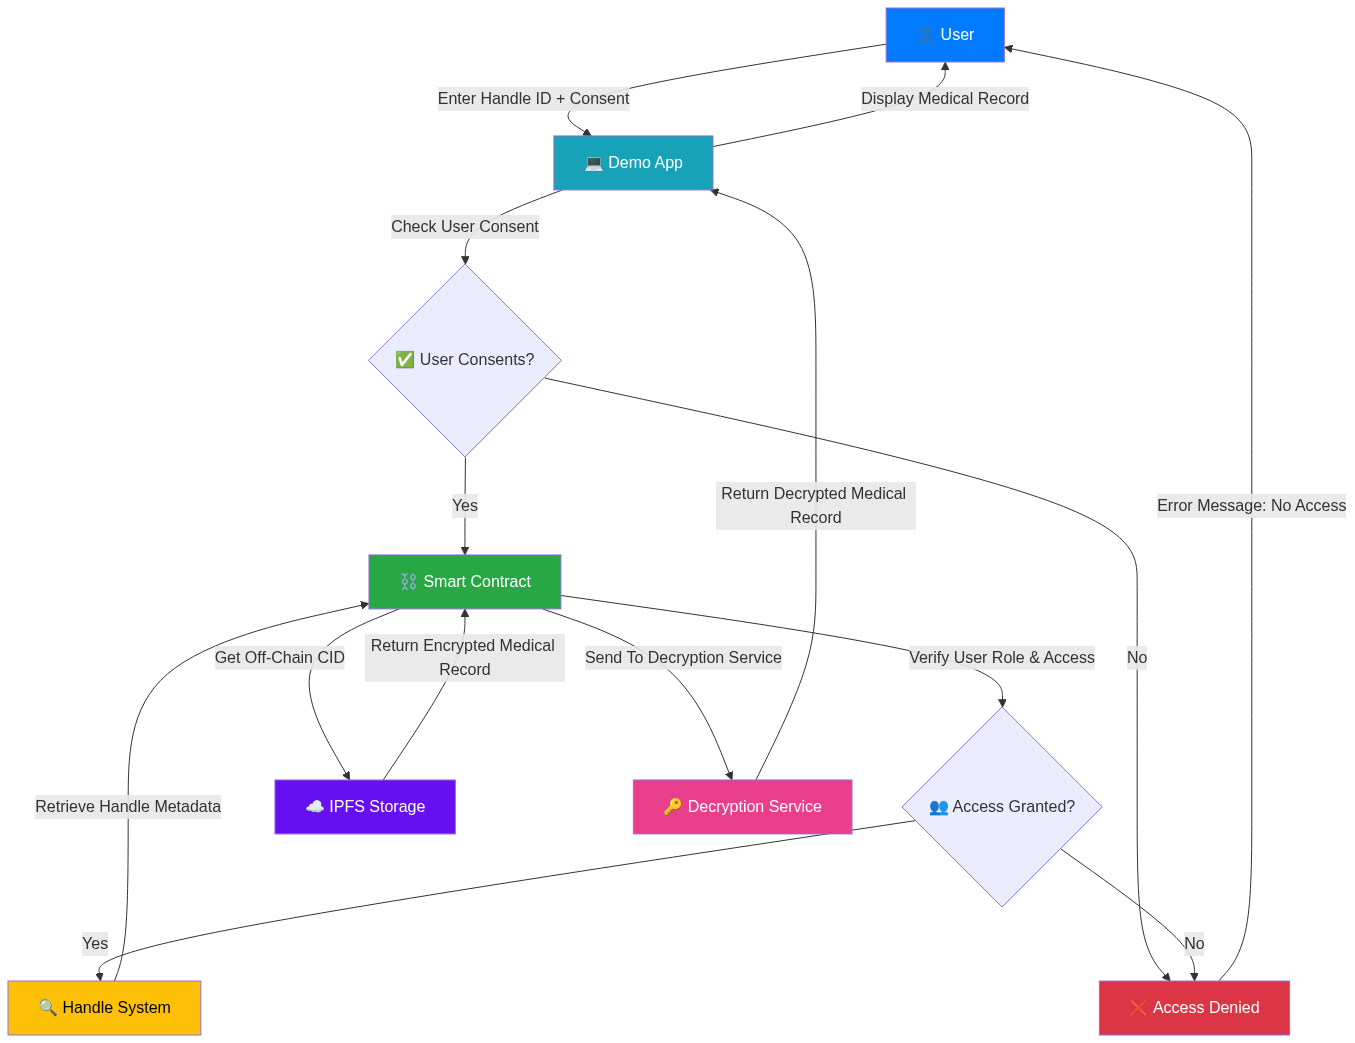 👤 User
Enter Handle ID + Consent
Display Medical Record
💻 Demo App
Check User Consent
✅ User Consents?
Return Decrypted Medical
Record
Yes
Error Message: No Access
⛓️ Smart Contract
Get Off-Chain CID
Return Encrypted Medical
Record
Send To Decryption Service
Verify User Role & Access
No
Retrieve Handle Metadata
☁️ IPFS Storage
🔑 Decryption Service
👥 Access Granted?
Yes
No
🔍 Handle System
❌ Access Denied